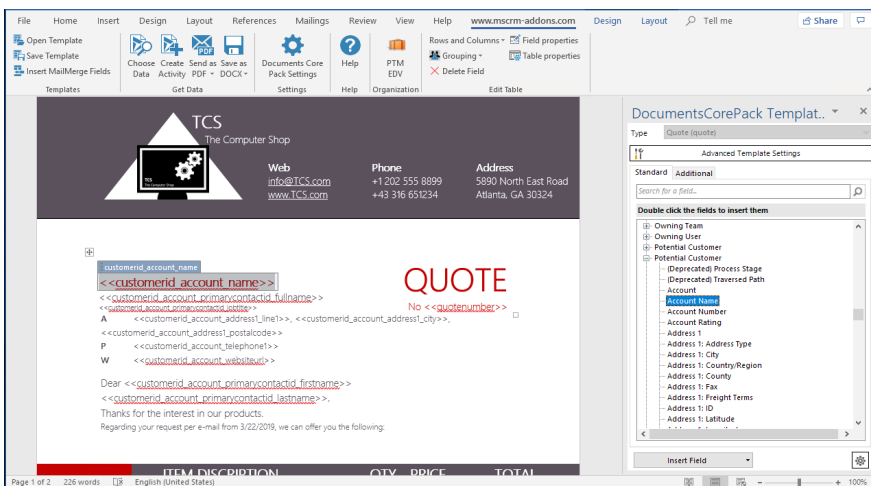 File Home Insert Design Layout References Mailings Review View Help www.mscrm-addons.com Design Layout Tell me Share
Open Template
Save Template
Insert MailMerge Fields
Templates
Choose Data
Create Activity
Send as PDF
Save as DOCX
Get Data
Documents Core Pack Settings
Settings
Help
Help
PTM EDV
Organization
Rows and Columns Field properties
Grouping Table properties
Delete Field
Edit Table
TCS
The Computer Shop
TCS
The Computer Shop
Web Phone Address
info@TCS.com +1 202 555 8899 5890 North East Road
www.TCS.com +43 316 651234 Atlanta, GA 30324
customerid_account_name
<<customerid_account_name>>
QUOTE
<<customerid_account_primarycontactid_fullname>>
No <<quotenumber>>
<<customerid_account_primarycontactid_jobtitle>>
A <<customerid_account_address1_line1>>, <<customerid_account_address1_city>>,
<<customerid_account_address1_postalcode>>
P <<customerid_account_telephone1>>
W <<customerid_account_websiteurl>>
Dear <<customerid_account_primarycontactid_firstname>>
<<customerid_account_primarycontactid_lastname>>,
Thanks for the interest in our products.
Regarding your request per e-mail from 3/22/2019, we can offer you the following:
ITEM DISCRIPTION QTY PRICE TOTAL
DocumentsCorePack Templat..
Type Quote (quote)
Advanced Template Settings
Standard Additional
Search for a field...
Double click the fields to insert them
Owning Team
Owning User
Potential Customer
Potential Customer
(Deprecated) Process Stage
(Deprecated) Traversed Path
Account
Account Name
Account Number
Account Rating
Address 1
Address 1: Address Type
Address 1: City
Address 1: Country/Region
Address 1: County
Address 1: Fax
Address 1: Freight Terms
Address 1: ID
Address 1: Latitude
Insert Field
Page 1 of 2 226 words English (United States) 100%